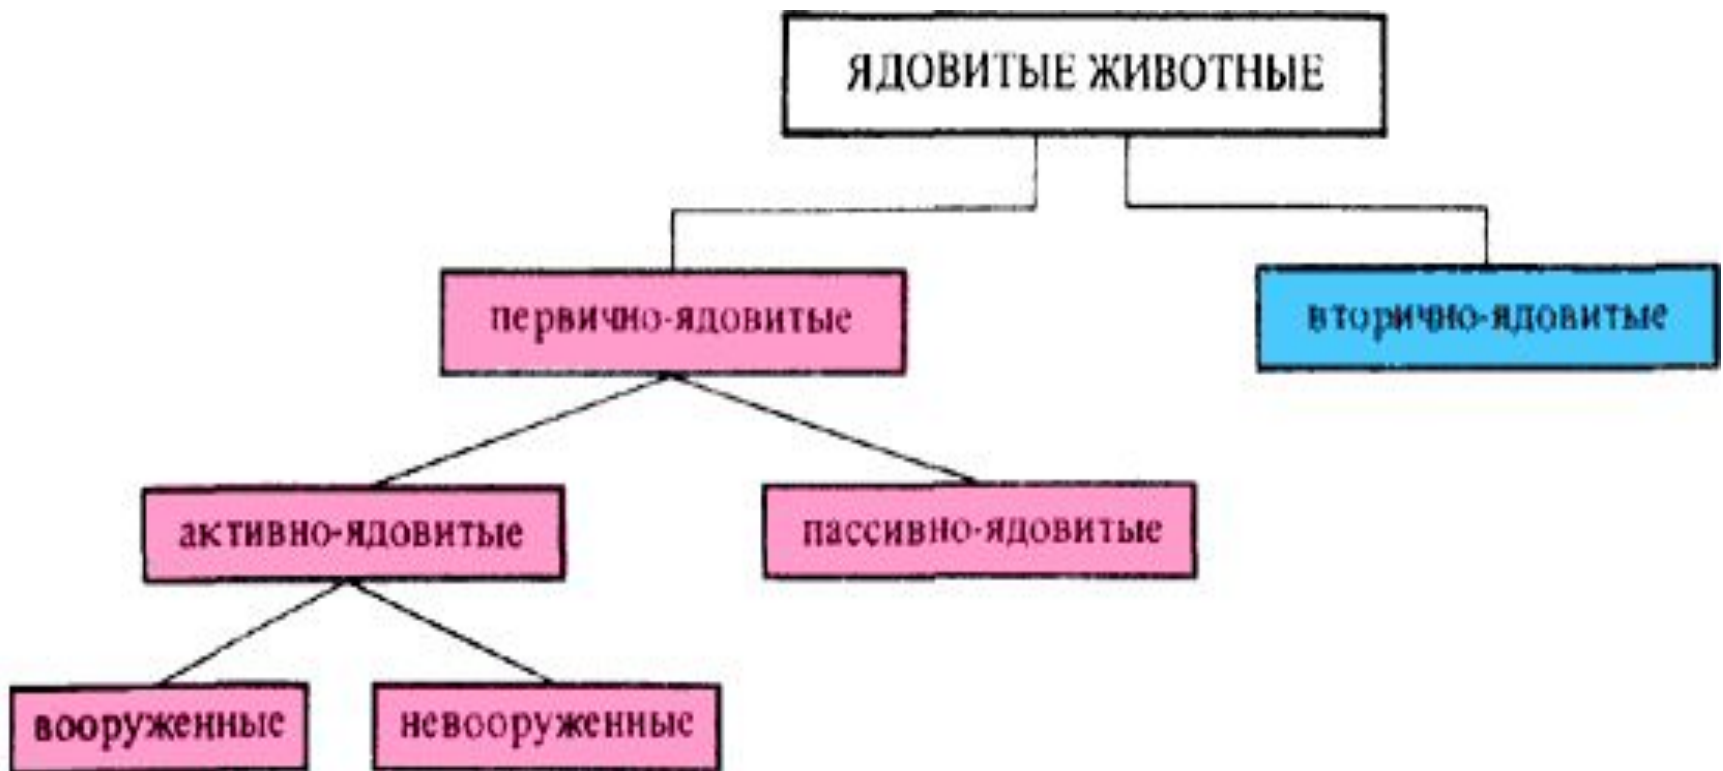 ЯДОВИТЫЕ ЖИВОТНЫЕ
первично-ядовитые
вторично-ядовитые
активно-ядовитые
пассивно-ядовитые
вооруженные
невооруженные